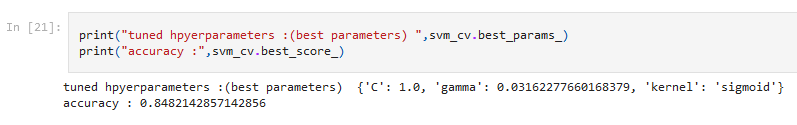 In [21]:
print("tuned hpyerparameters :(best parameters) ",svm_cv.best_params_)
print("accuracy :",svm_cv.best_score_)
tuned hpyerparameters :(best parameters)  {'C': 1.0, 'gamma': 0.03162277660168379, 'kernel': 'sigmoid'}
accuracy : 0.8482142857142856